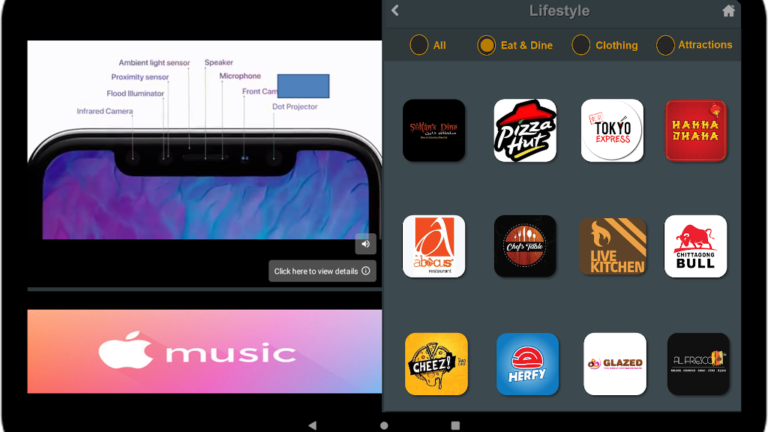 Ambient light sensor
Speaker
Proximity sensor
Microphone
Flood Illuminator
Front Cam
Infrared Camera
Dot Projector
Click here to view details
music
Lifestyle
All
Eat & Dine
Clothing
Attractions
Sultan's Dine
Pizza Hut
TOKYO
EXPRESS
HAKKA
DHAKA
abacus
restaurant
Chef's Table
LIVE
KITCHEN
CHITTAGONG
BULL
CHEEZ!
HERFY
GLAZED
AL FRESCO